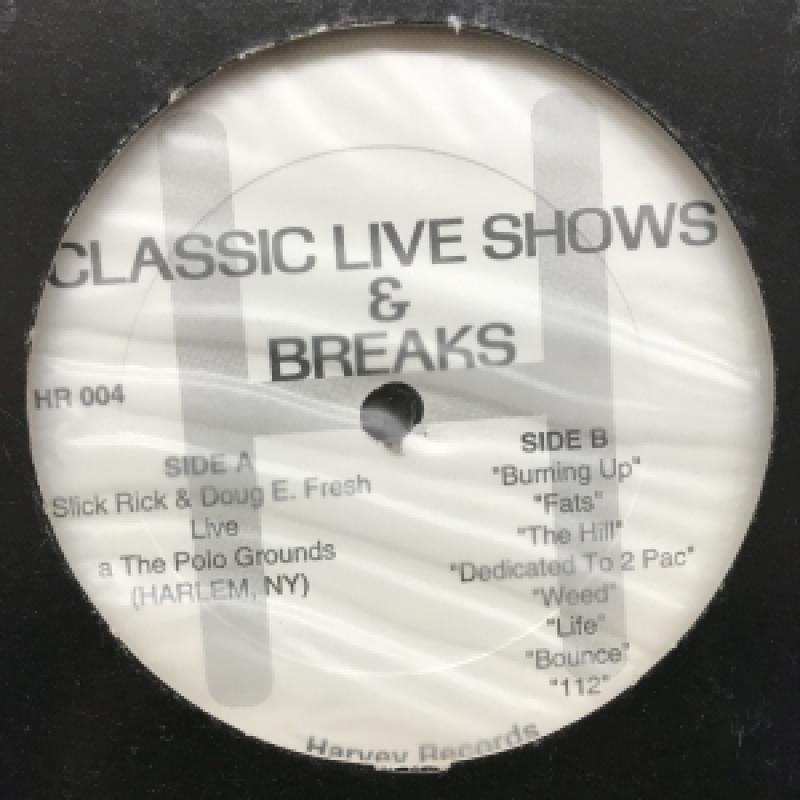 CLASSIC LIVE SHOWS
&
BREAKS
HR 004
SIDE A
Slick Rick & Doug E. Fresh
Live
a The Polo Grounds
(HARLEM, NY)
SIDE B
"Burning Up"
"Fats"
"The Hill"
"Dedicated To 2 Pac"
"Weed"
"Life"
"Bounce"
"112"
Harvey Records